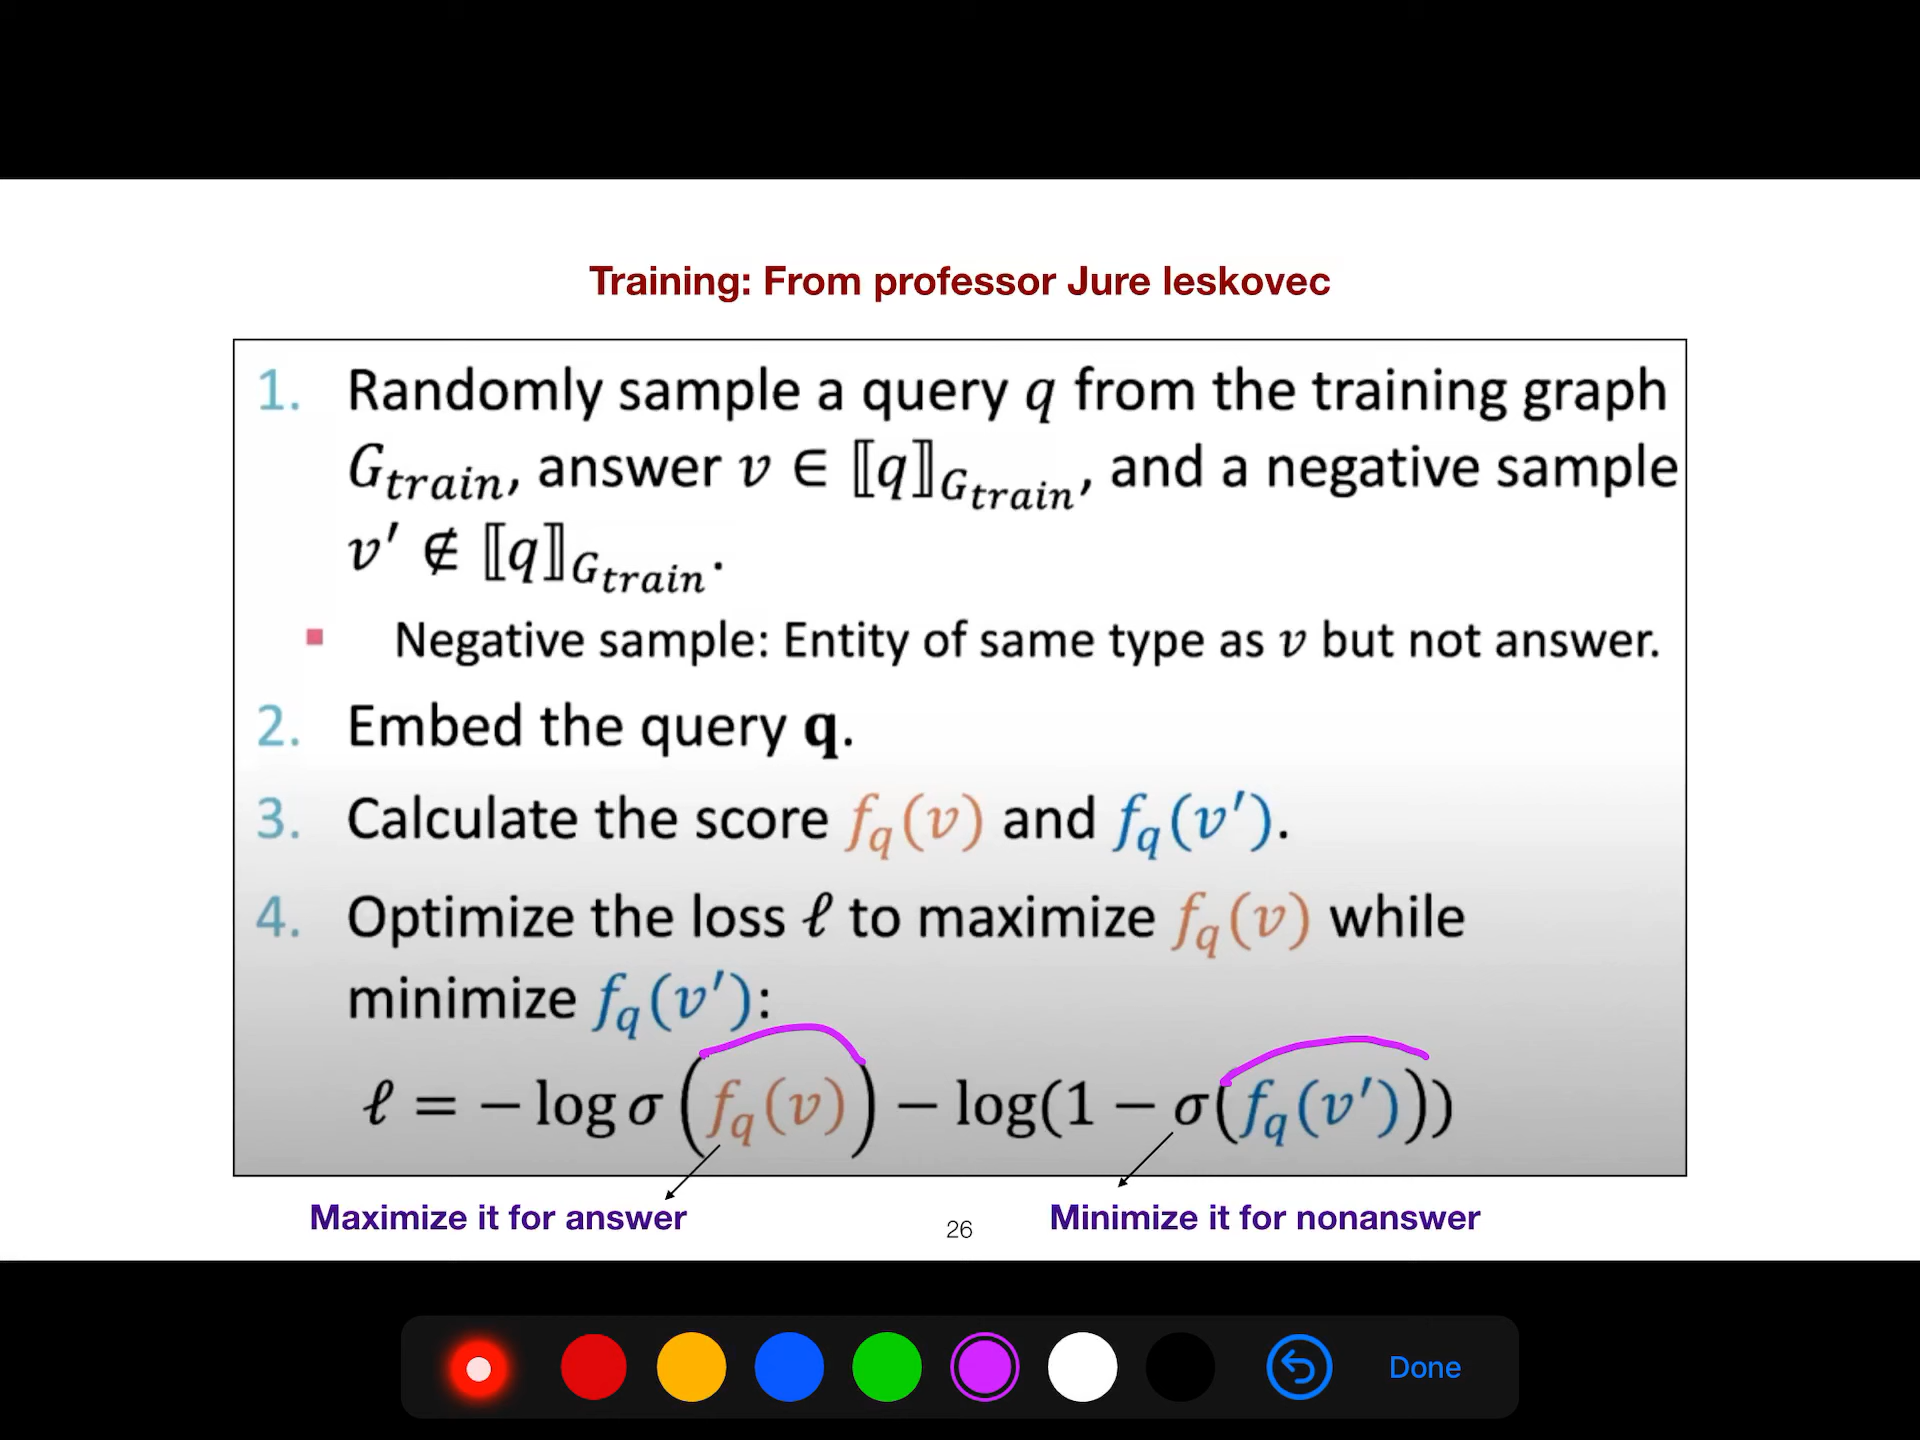 Training: From professor Jure leskovec
1. Randomly sample a query q from the training graph
G_train, answer v ∈ ⟦q⟧_G_train, and a negative sample
v′ ∉ ⟦q⟧_G_train.
▪ Negative sample: Entity of same type as v but not answer.
2. Embed the query q.
3. Calculate the score f_q(v) and f_q(v′).
4. Optimize the loss ℓ to maximize f_q(v) while
minimize f_q(v′):
ℓ = − log σ (f_q(v)) − log(1 − σ(f_q(v′)))
Maximize it for answer
26
Minimize it for nonanswer
Done